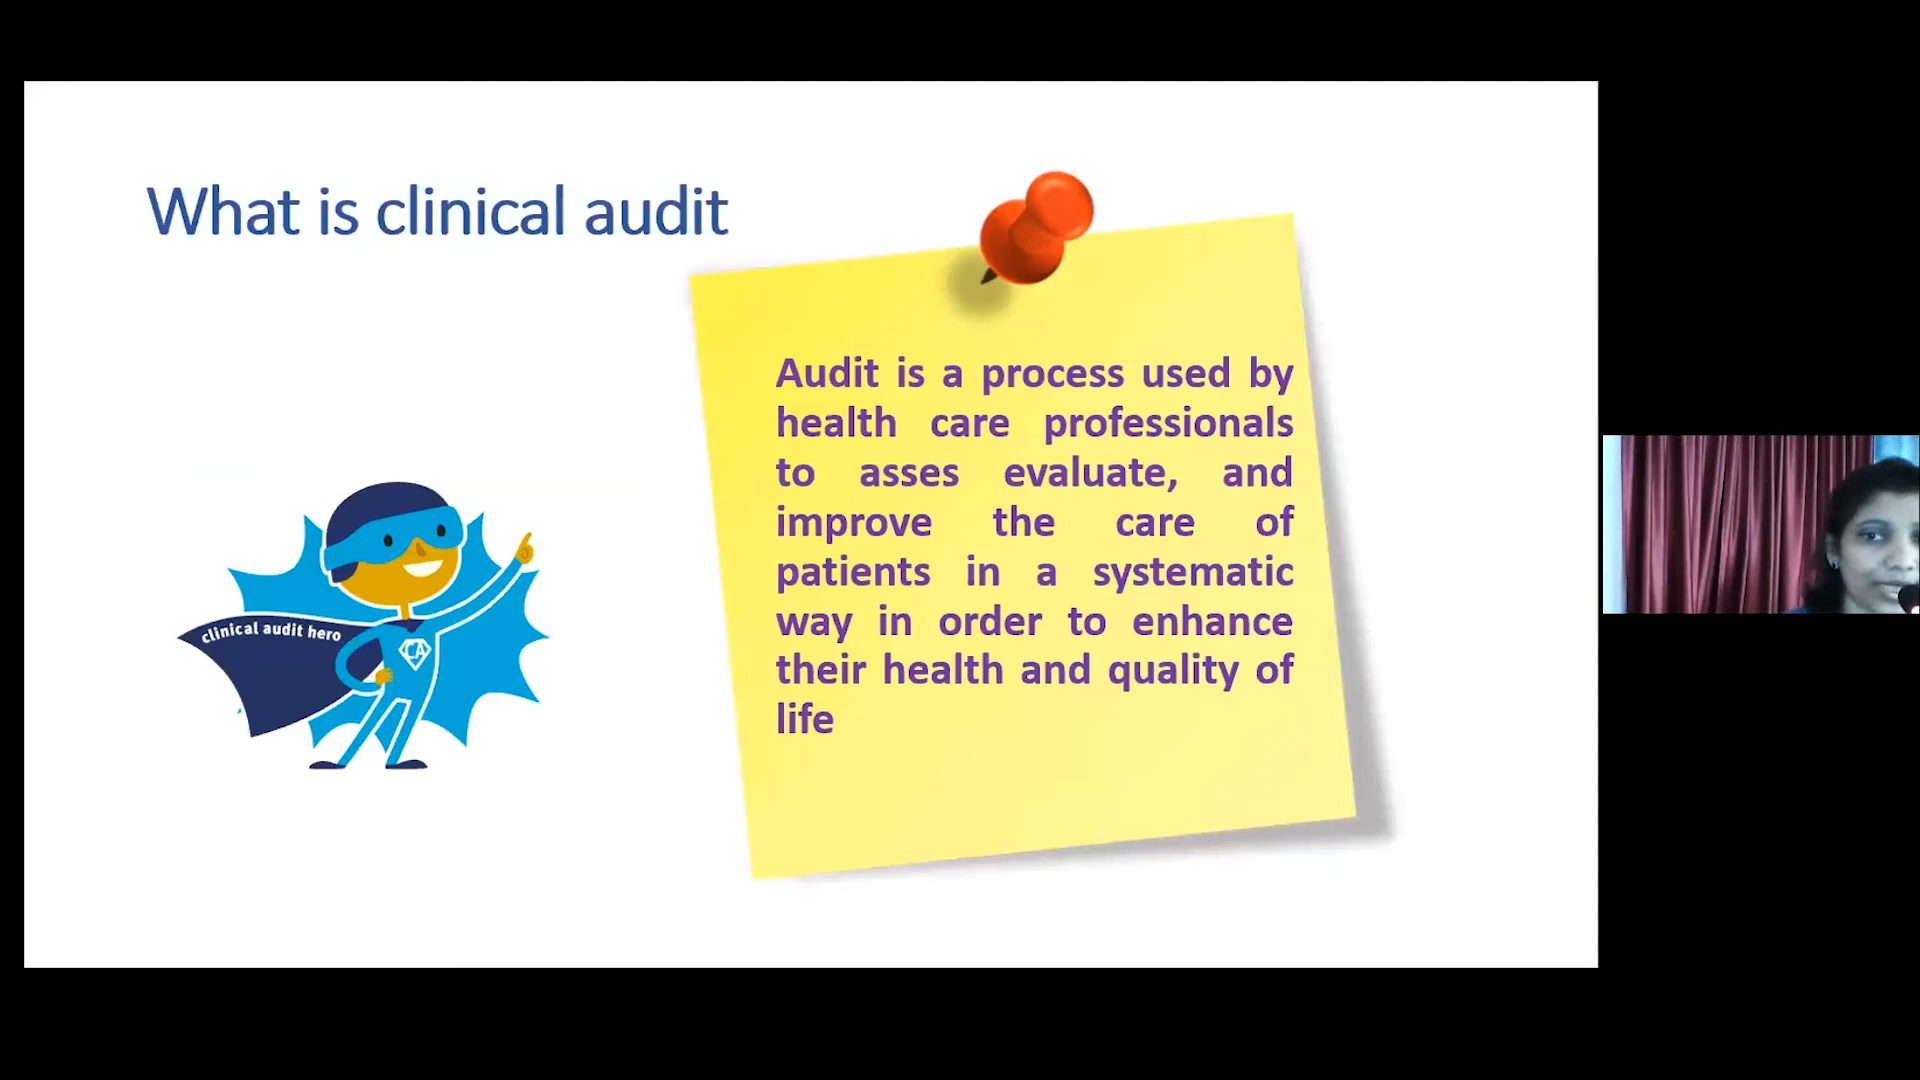 What is clinical audit
Audit is a process used by
health care professionals
to asses evaluate, and
improve the care of
patients in a systematic
way in order to enhance
their health and quality of
life
clinical audit hero
CA